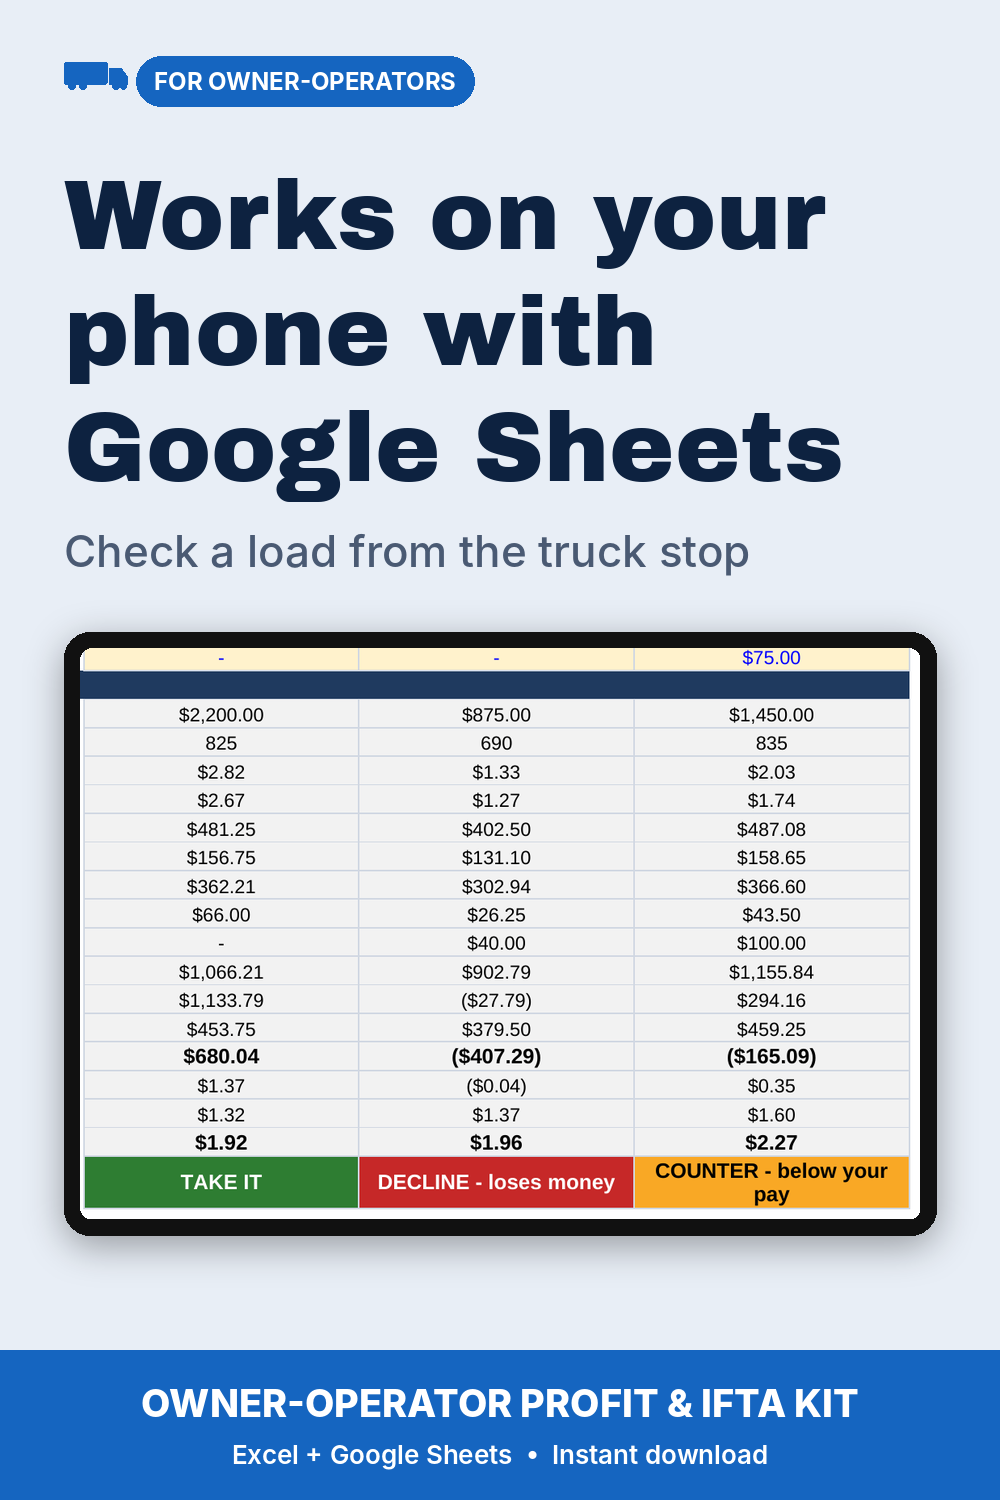 FOR OWNER-OPERATORS
Works on your
phone with
Google Sheets
Check a load from the truck stop
- - $75.00
$2,200.00 $875.00 $1,450.00
825 690 835
$2.82 $1.33 $2.03
$2.67 $1.27 $1.74
$481.25 $402.50 $487.08
$156.75 $131.10 $158.65
$362.21 $302.94 $366.60
$66.00 $26.25 $43.50
- $40.00 $100.00
$1,066.21 $902.79 $1,155.84
$1,133.79 ($27.79) $294.16
$453.75 $379.50 $459.25
$680.04 ($407.29) ($165.09)
$1.37 ($0.04) $0.35
$1.32 $1.37 $1.60
$1.92 $1.96 $2.27
TAKE IT DECLINE - loses money COUNTER - below your
pay
OWNER-OPERATOR PROFIT & IFTA KIT
Excel + Google Sheets • Instant download